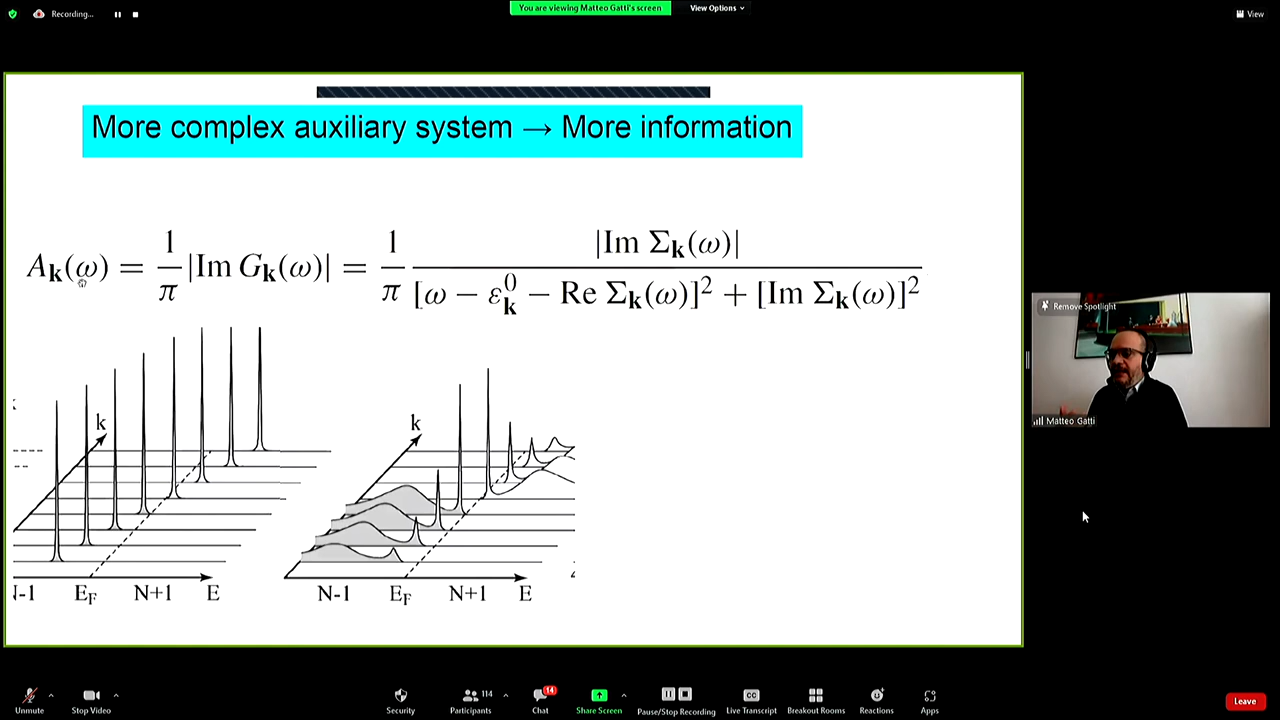 Recording...
You are viewing Matteo Gatti's screen
View Options
View
More complex auxiliary system → More information
A_k(ω) = 1/π |Im G_k(ω)| = 1/π |Im Σ_k(ω)| / [ω − ε_k^0 − Re Σ_k(ω)]² + [Im Σ_k(ω)]²
k
k
N-1 E_F N+1 E
N-1 E_F N+1 E
Remove Spotlight
Matteo Gatti
Unmute
Stop Video
Security
Participants
114
Chat
14
Share Screen
Pause/Stop Recording
CC
Live Transcript
Breakout Rooms
Reactions
Apps
Leave